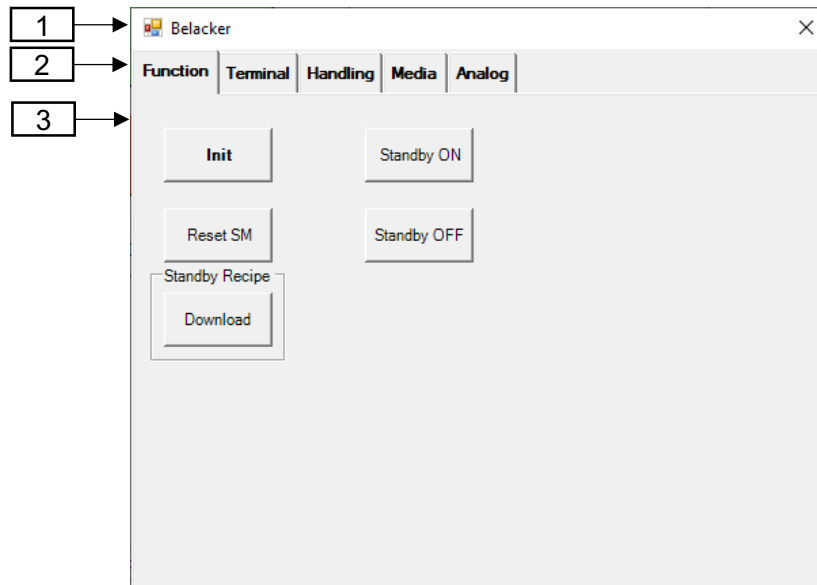 1
Belacker
2
Function Terminal Handling Media Analog
3
Init Standby ON
Reset SM Standby OFF
Standby Recipe
Download